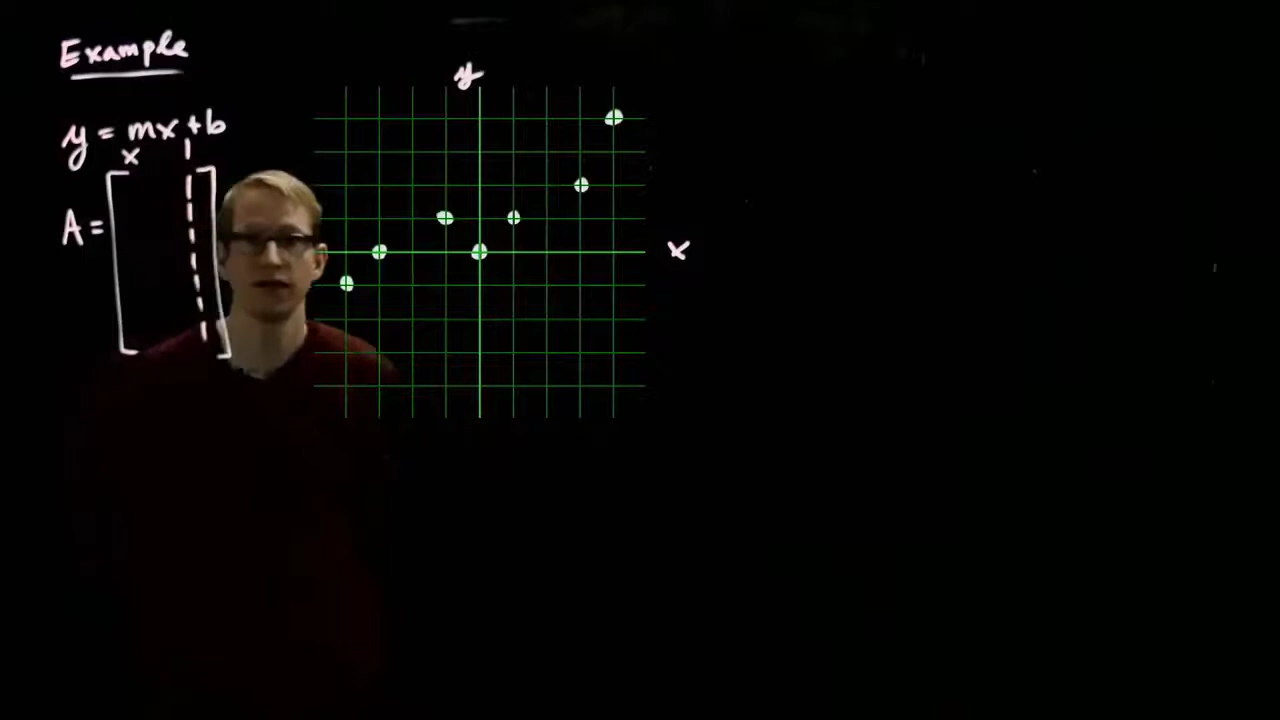 Example
y
y = mx + b
x 1
A = [ ]
x